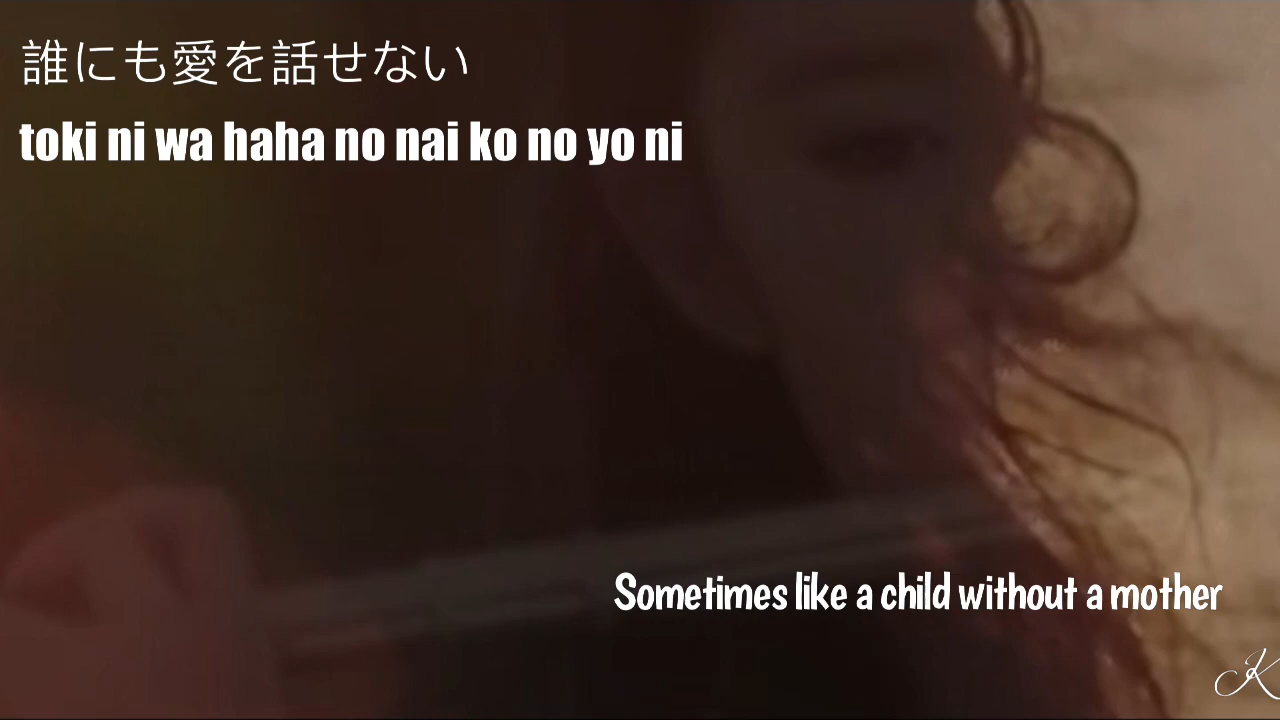 誰にも愛を話せない
toki ni wa haha no nai ko no yo ni
Sometimes like a child without a mother
K